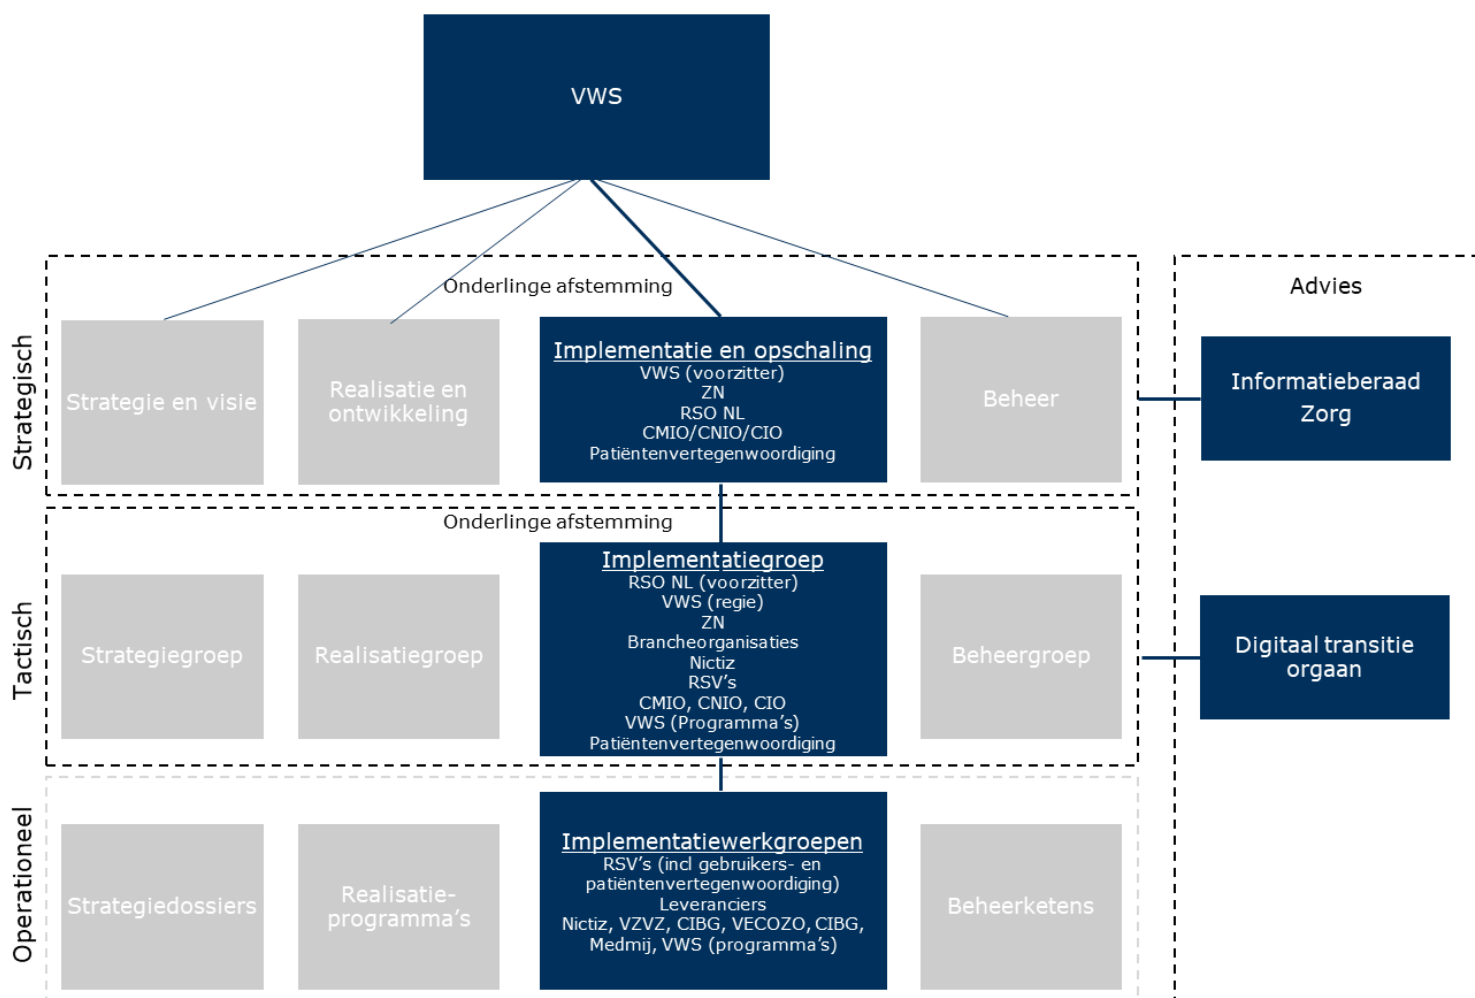 VWS
Onderlinge afstemming
Advies
Strategisch
Strategie en visie
Realisatie en
ontwikkeling
Implementatie en opschaling
VWS (voorzitter)
ZN
RSO NL
CMIO/CNIO/CIO
Patiëntenvertegenwoordiging
Beheer
Informatieberaad
Zorg
Onderlinge afstemming
Tactisch
Strategiegroep
Realisatiegroep
Implementatiegroep
RSO NL (voorzitter)
VWS (regie)
ZN
Brancheorganisaties
Nictiz
RSV's
CMIO, CNIO, CIO
VWS (Programma's)
Patiëntenvertegenwoordiging
Beheergroep
Digitaal transitie
orgaan
Operationeel
Strategiedossiers
Realisatie-
programma's
Implementatiewerkgroepen
RSV's (incl gebruikers- en
patiëntenvertegenwoordiging)
Leveranciers
Nictiz, VZVZ, CIBG, VECOZO, CIBG,
Medmij, VWS (programma's)
Beheerketens